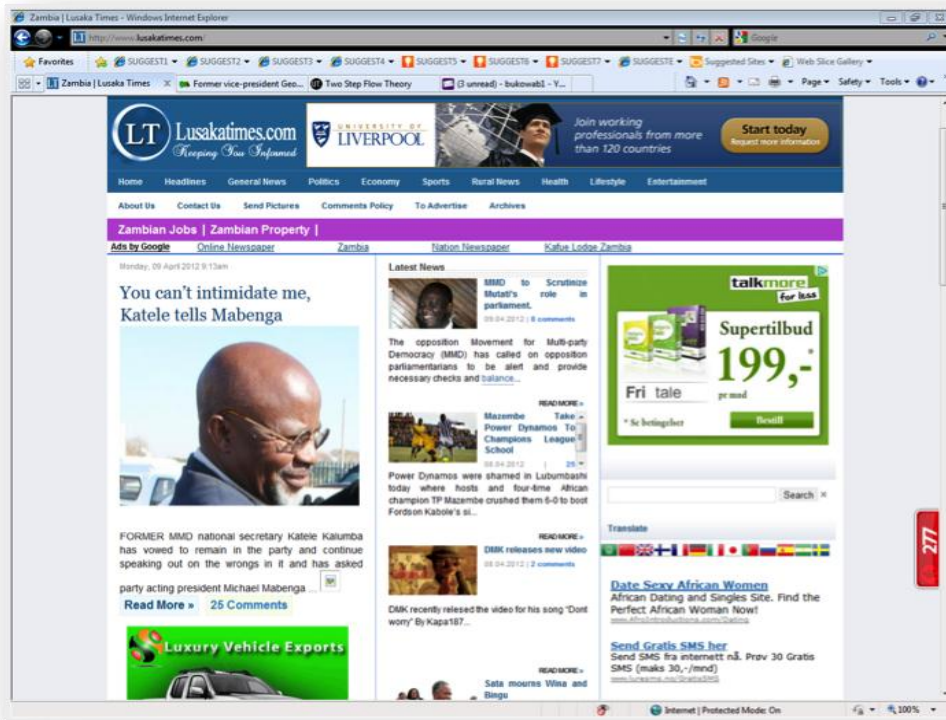 Zambia | Lusaka Times - Windows Internet Explorer
http://www.lusakatimes.com/
Google
Favorites SUGGEST1 SUGGEST2 SUGGEST3 SUGGEST4 SUGGEST5 SUGGEST6 SUGGEST7 SUGGESTE Suggested Sites Web Slice Gallery
Zambia | Lusaka Times X Former vice-president Geo... Two Step Flow Theory (3 unread) - bukowab1 - Y... Page Safety Tools
LT
Lusakatimes.com
Keeping You Informed
UNIVERSITY OF
LIVERPOOL
Join working
professionals from more
than 120 countries
Start today
Request more information
Home Headlines General News Politics Economy Sports Rural News Health Lifestyle Entertainment
About Us Contact Us Send Pictures Comments Policy To Advertise Archives
Zambian Jobs | Zambian Property |
Ads by Google Online Newspaper Zambia Nation Newspaper Kafue Lodge Zambia
Monday, 09 April 2012 9:13am
You can't intimidate me,
Katele tells Mabenga
FORMER MMD national secretary Katele Kalumba
has vowed to remain in the party and continue
speaking out on the wrongs in it and has asked
party acting president Michael Mabenga ...
Read More » 25 Comments
Luxury Vehicle Exports
Latest News
MMD to Scrutinize
Mutati's role in
parliament.
09.04.2012 | 8 comments
The opposition Movement for Multi-party
Democracy (MMD) has called on opposition
parliamentarians to be alert and provide
necessary checks and balance...
READ MORE »
Mazembe Take
Power Dynamos To
Champions League
School
08.04.2012 | 25
Power Dynamos were shamed in Lubumbashi
today where hosts and four-time African
champion TP Mazembe crushed them 6-0 to boot
Fordson Kabole's si...
READ MORE »
DMK releases new video
08.04.2012 | 2 comments
DMK recently relesed the video for his song "Dont
worry" By Kapa187...
READ MORE »
Sata mourns Wina and
Bingu
talkmore
for less
Supertilbud
199,-*
pr mnd
Fri tale
* Se betingelser
Bestill
Search ×
Translate
Date Sexy African Women
African Dating and Singles Site. Find the
Perfect African Woman Now!
www.AfroIntroductions.com/Dating
Send Gratis SMS her
Send SMS fra internett nå. Prøv 30 Gratis
SMS (maks 30,-/mnd)
277
Internet | Protected Mode: On 100%